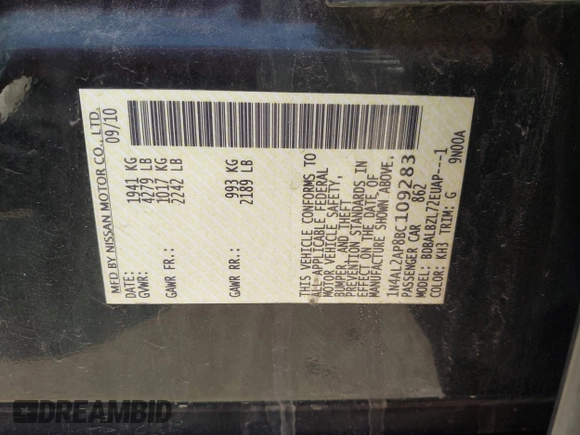 MFD BY NISSAN MOTOR CO., LTD.
DATE: 09/10
GVWR: 1941 KG
4279 LB
GAWR FR.: 1017 KG
2242 LB
GAWR RR.: 993 KG
2189 LB
THIS VEHICLE CONFORMS TO
ALL APPLICABLE FEDERAL
MOTOR VEHICLE SAFETY,
BUMPER, AND THEFT
PREVENTION STANDARDS IN
EFFECT ON THE DATE OF
MANUFACTURE SHOWN ABOVE.
1N4AL2AP8BC109283
PASSENGER CAR 862
MODEL: BDBALBZL72EUAP---1
COLOR: KH3 TRIM: G 9N00A
DREAMBID